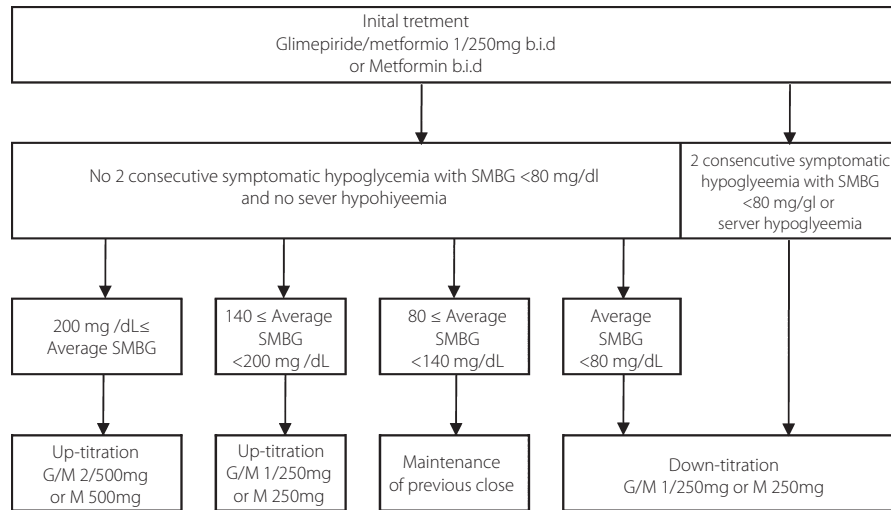 Inital tretment
Glimepiride/metformio 1/250mg b.i.d
or Metformin b.i.d
No 2 consecutive symptomatic hypoglycemia with SMBG <80 mg/dl
and no sever hypohiyeemia
2 consencutive symptomatic
hypoglyeemia with SMBG
<80 mg/gl or
server hypoglyeemia
200 mg /dL≤
Average SMBG
140 ≤ Average
SMBG
<200 mg /dL
80 ≤ Average
SMBG
<140 mg/dL
Average
SMBG
<80 mg/dL
Up-titration
G/M 2/500mg
or M 500mg
Up-titration
G/M 1/250mg
or M 250mg
Maintenance
of previous close
Down-titration
G/M 1/250mg or M 250mg